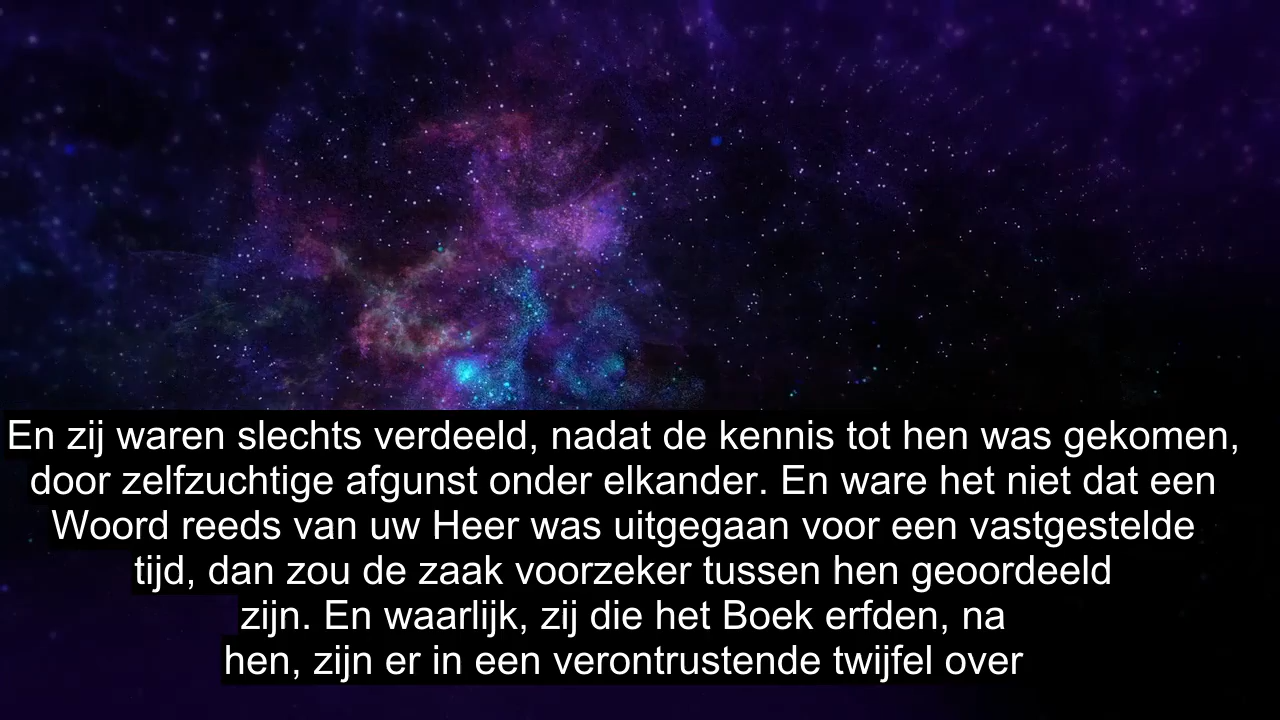 En zij waren slechts verdeeld, nadat de kennis tot hen was gekomen,
door zelfzuchtige afgunst onder elkander. En ware het niet dat een
Woord reeds van uw Heer was uitgegaan voor een vastgestelde
tijd, dan zou de zaak voorzeker tussen hen geoordeeld
zijn. En waarlijk, zij die het Boek erfden, na
hen, zijn er in een verontrustende twijfel over